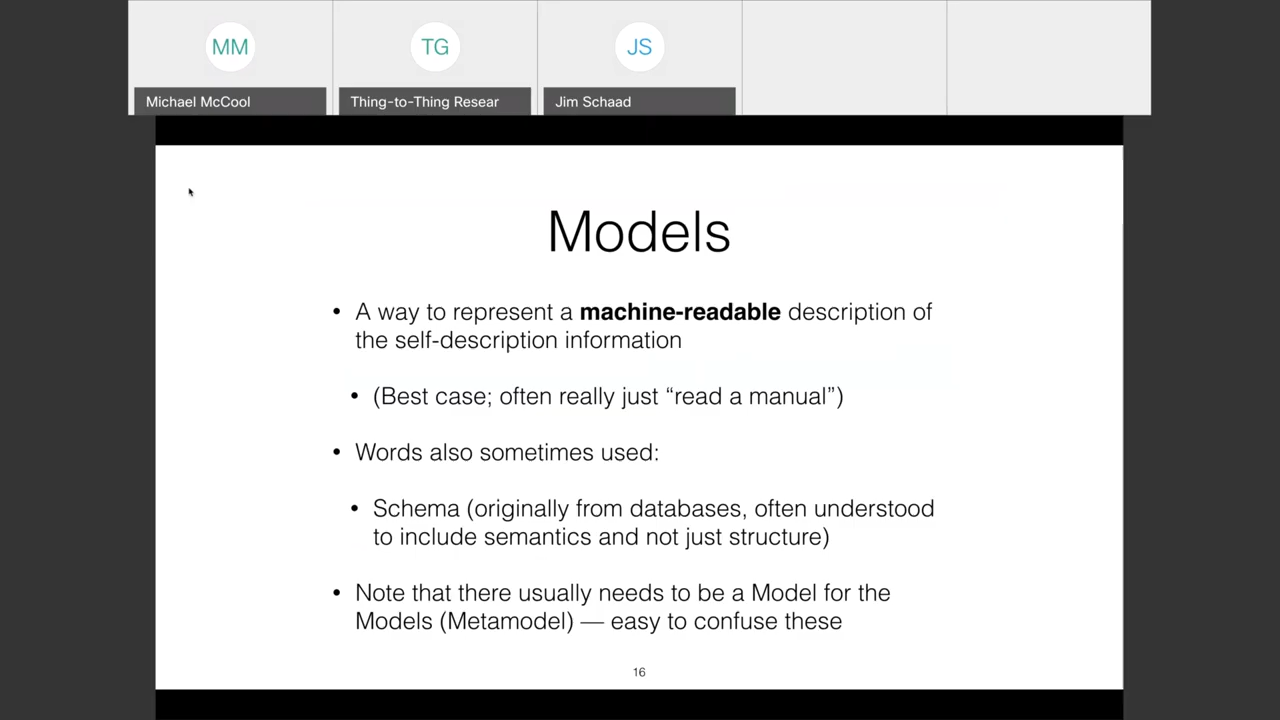 MM
TG
JS
Michael McCool
Thing-to-Thing Resear
Jim Schaad
Models
• A way to represent a machine-readable description of
the self-description information
• (Best case; often really just “read a manual”)
• Words also sometimes used:
• Schema (originally from databases, often understood
to include semantics and not just structure)
• Note that there usually needs to be a Model for the
Models (Metamodel) — easy to confuse these
16